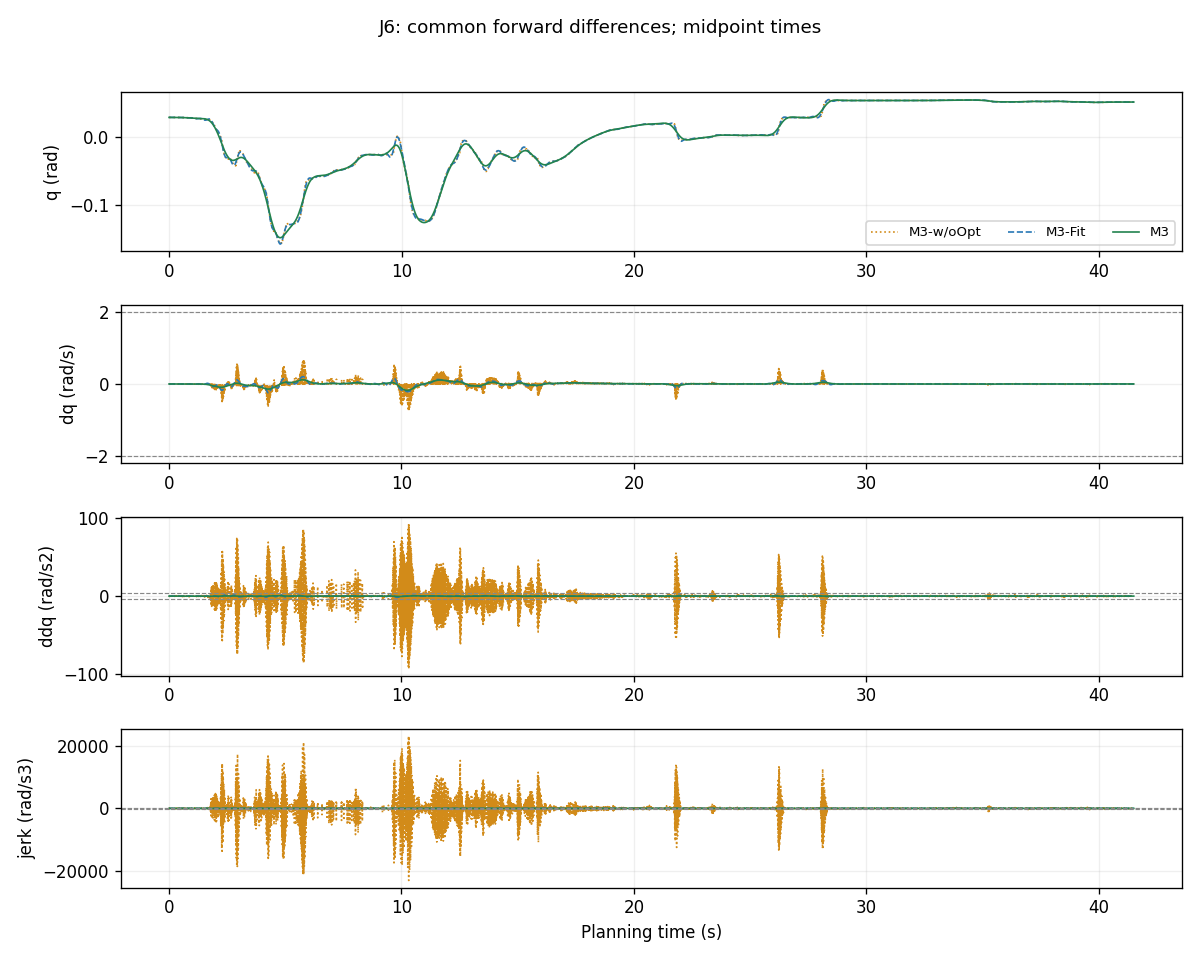 J6: common forward differences; midpoint times
q (rad)
0.0
−0.1
M3-w/oOpt M3-Fit M3
0 10 20 30 40
dq (rad/s)
2
0
−2
0 10 20 30 40
ddq (rad/s2)
100
0
−100
0 10 20 30 40
jerk (rad/s3)
20000
0
−20000
0 10 20 30 40
Planning time (s)